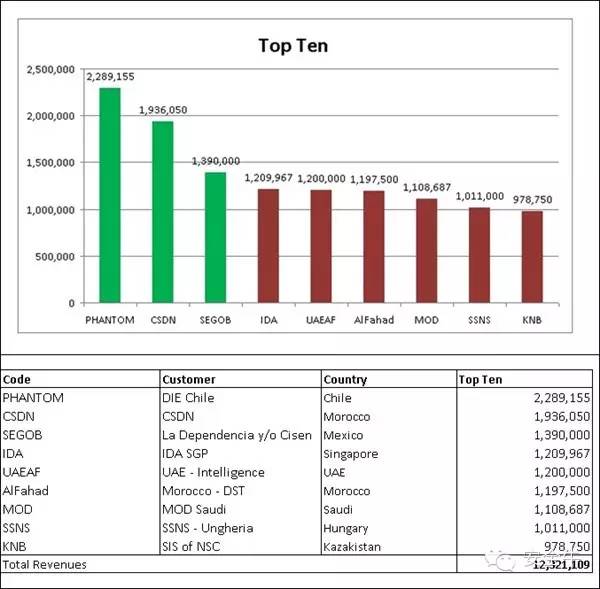 Top Ten
2,500,000
2,000,000
1,500,000
1,000,000
500,000
0
2,289,155
1,936,050
1,390,000
1,209,967
1,200,000
1,197,500
1,108,687
1,011,000
978,750
PHANTOM CSDN SEGOB IDA UAEAF AlFahad MOD SSNS KNB
Code Customer Country Top Ten
PHANTOM DIE Chile Chile 2,289,155
CSDN CSDN Morocco 1,936,050
SEGOB La Dependencia y/o Cisen Mexico 1,390,000
IDA IDA SGP Singapore 1,209,967
UAEAF UAE - Intelligence UAE 1,200,000
AlFahad Morocco - DST Morocco 1,197,500
MOD MOD Saudi Saudi 1,108,687
SSNS SSNS - Ungheria Hungary 1,011,000
KNB SIS of NSC Kazakistan 978,750
Total Revenues 12,321,109